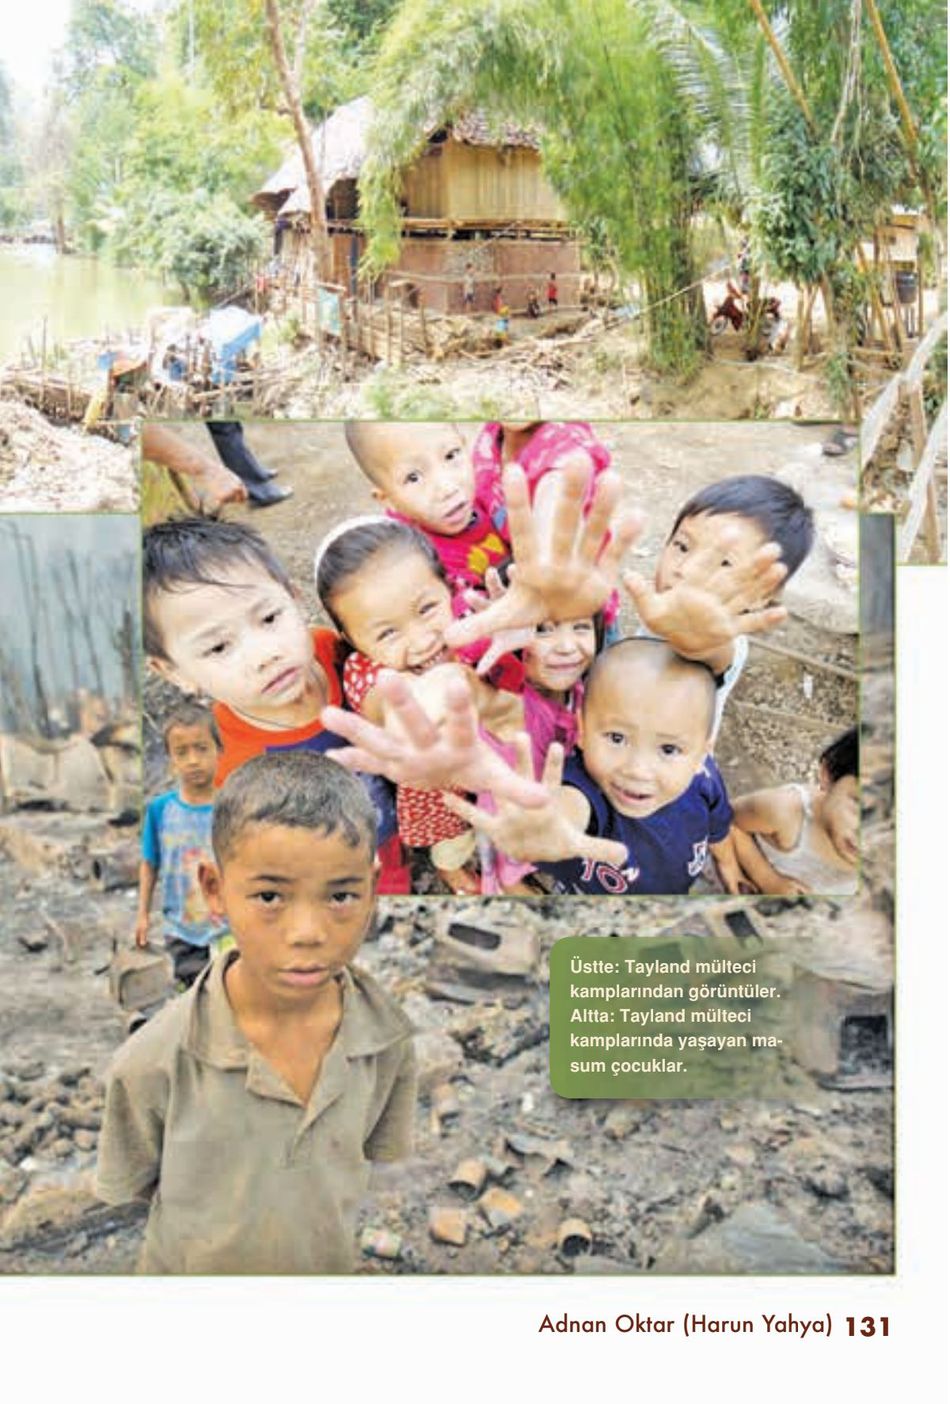 Üstte: Tayland mülteci
kamplarından görüntüler.
Altta: Tayland mülteci
kamplarında yaşayan ma-
sum çocuklar.
Adnan Oktar (Harun Yahya) 131